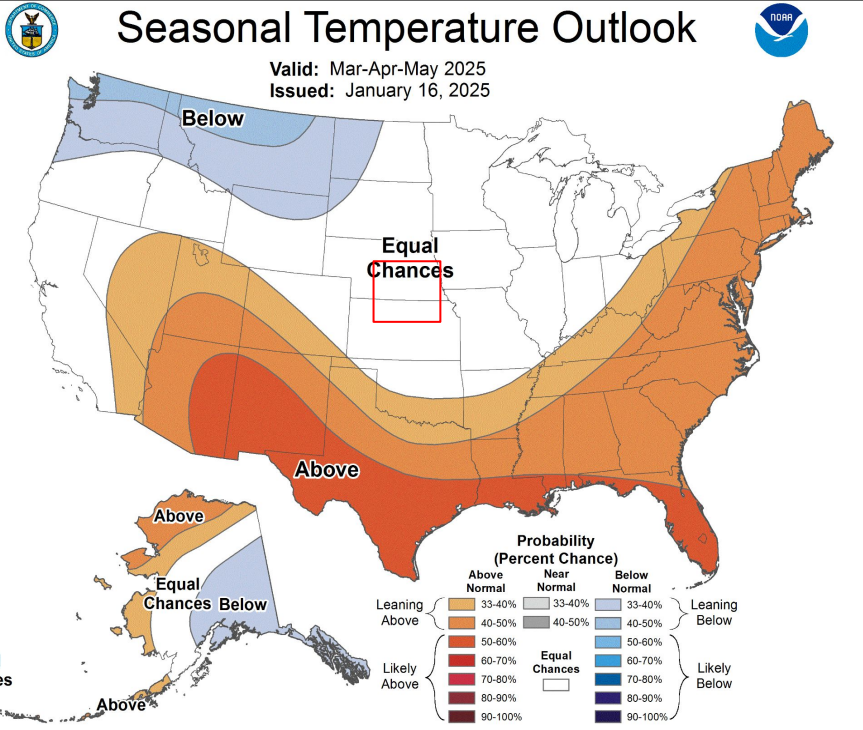 Seasonal Temperature Outlook
NOAA
Valid: Mar-Apr-May 2025
Issued: January 16, 2025
Below
Equal
Chances
Above
Above
Equal
Chances
Below
Above
es
Probability
(Percent Chance)
Above
Normal
Near
Normal
Below
Normal
Leaning
Above
33-40%
33-40%
33-40%
Leaning
Below
40-50%
40-50%
40-50%
Likely
Above
50-60%
60-70%
70-80%
80-90%
90-100%
Equal
Chances
50-60%
60-70%
70-80%
80-90%
90-100%
Likely
Below